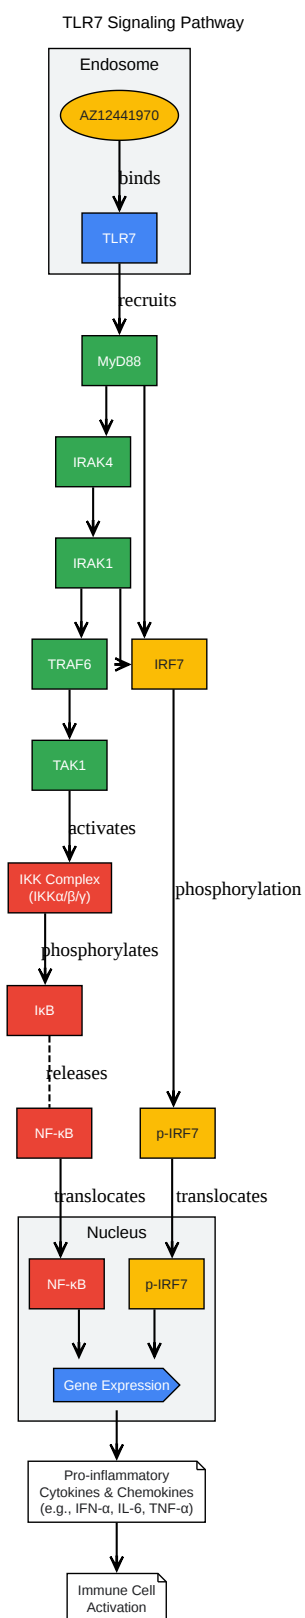 TLR7 Signaling Pathway
Endosome
AZ12441970
binds
TLR7
recruits
MyD88
IRAK4
IRAK1
TRAF6
IRF7
TAK1
activates
IKK Complex
(IKKα/β/γ)
phosphorylation
phosphorylates
IκB
releases
NF-κB
p-IRF7
translocates
translocates
Nucleus
NF-κB
p-IRF7
Gene Expression
Pro-inflammatory
Cytokines & Chemokines
(e.g., IFN-α, IL-6, TNF-α)
Immune Cell
Activation